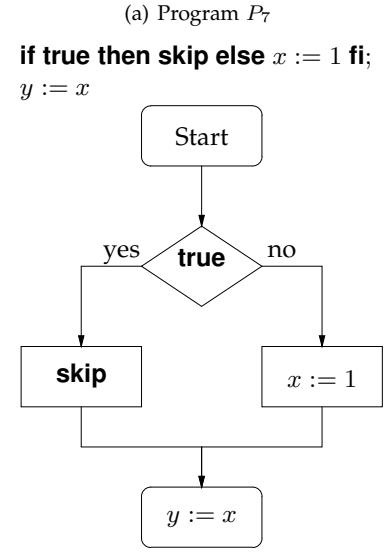 (a) Program P₇
if true then skip else x := 1 fi;
y := x
Start
yes true no
skip x := 1
y := x